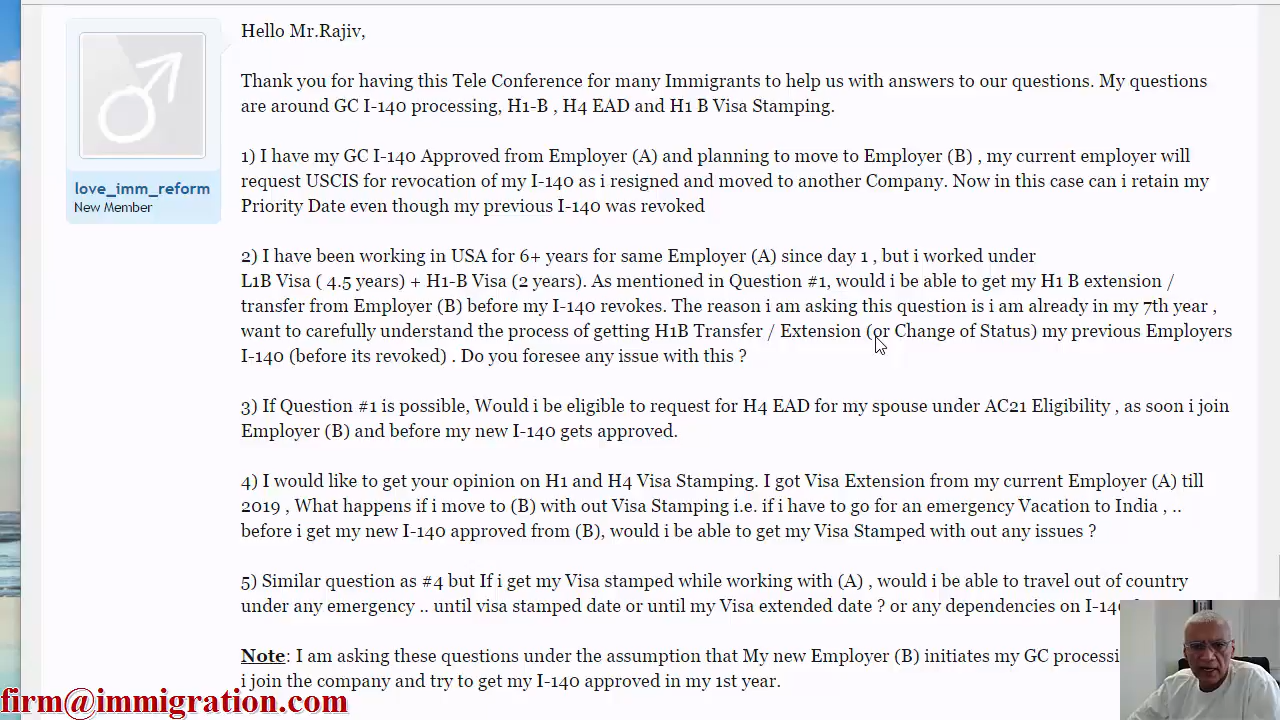 Hello Mr.Rajiv,
Thank you for having this Tele Conference for many Immigrants to help us with answers to our questions. My questions
are around GC I-140 processing, H1-B , H4 EAD and H1 B Visa Stamping.
1) I have my GC I-140 Approved from Employer (A) and planning to move to Employer (B) , my current employer will
request USCIS for revocation of my I-140 as i resigned and moved to another Company. Now in this case can i retain my
Priority Date even though my previous I-140 was revoked
love_imm_reform
New Member
2) I have been working in USA for 6+ years for same Employer (A) since day 1 , but i worked under
L1B Visa ( 4.5 years) + H1-B Visa (2 years). As mentioned in Question #1, would i be able to get my H1 B extension /
transfer from Employer (B) before my I-140 revokes. The reason i am asking this question is i am already in my 7th year ,
want to carefully understand the process of getting H1B Transfer / Extension (or Change of Status) my previous Employers
I-140 (before its revoked) . Do you foresee any issue with this ?
3) If Question #1 is possible, Would i be eligible to request for H4 EAD for my spouse under AC21 Eligibility , as soon i join
Employer (B) and before my new I-140 gets approved.
4) I would like to get your opinion on H1 and H4 Visa Stamping. I got Visa Extension from my current Employer (A) till
2019 , What happens if i move to (B) with out Visa Stamping i.e. if i have to go for an emergency Vacation to India , ..
before i get my new I-140 approved from (B), would i be able to get my Visa Stamped with out any issues ?
5) Similar question as #4 but If i get my Visa stamped while working with (A) , would i be able to travel out of country
under any emergency .. until visa stamped date or until my Visa extended date ? or any dependencies on
Note: I am asking these questions under the assumption that My new Employer (B) initiates my GC
i join the company and try to get my I-140 approved in my 1st year.
firm@immigration.com